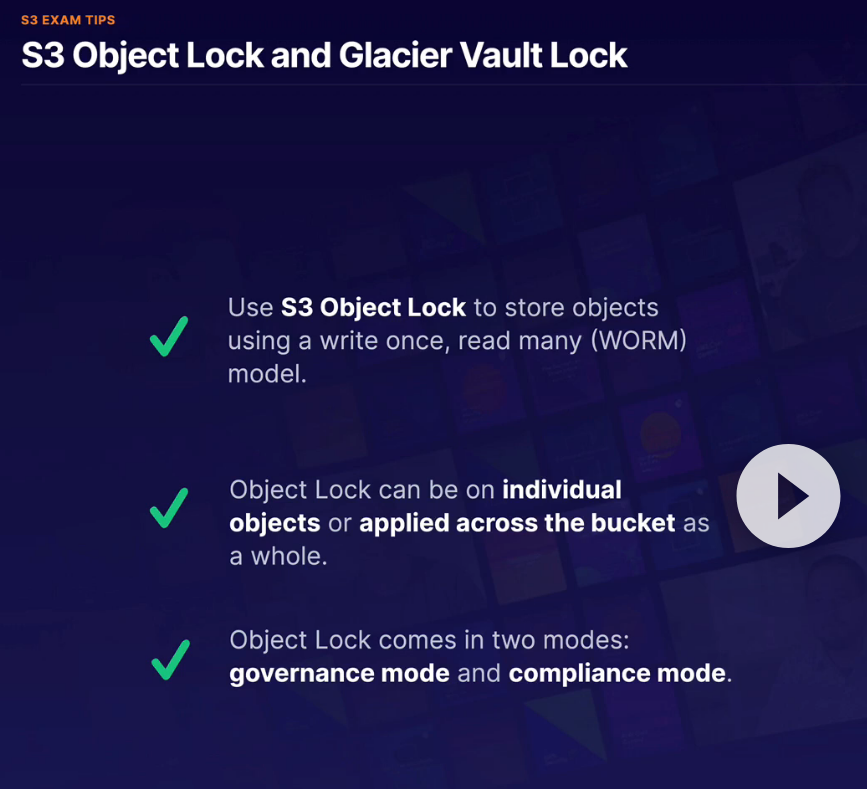 S3 EXAM TIPS
S3 Object Lock and Glacier Vault Lock
Use S3 Object Lock to store objects
using a write once, read many (WORM)
model.
Object Lock can be on individual
objects or applied across the bucket as
a whole.
Object Lock comes in two modes:
governance mode and compliance mode.